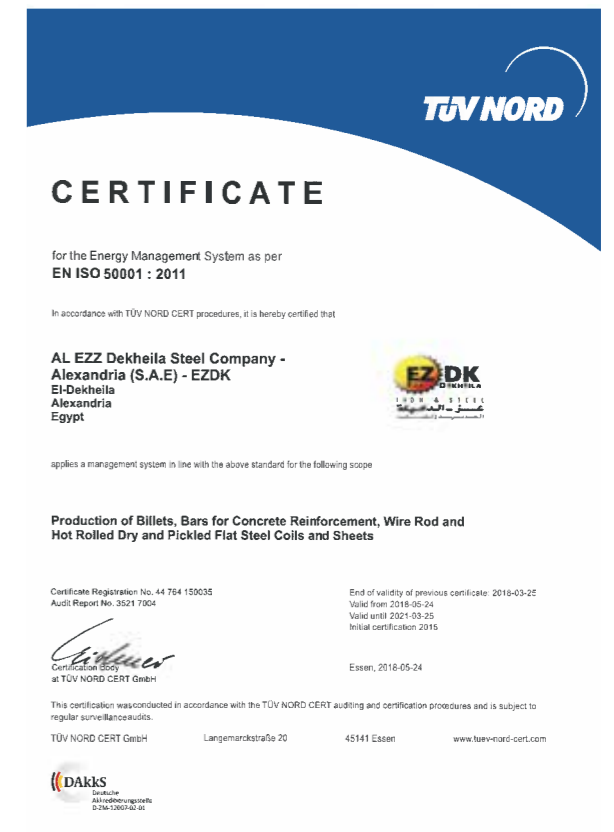 TÜV NORD
CERTIFICATE
for the Energy Management System as per
EN ISO 50001 : 2011
In accordance with TÜV NORD CERT procedures, it is hereby certified that
AL EZZ Dekheila Steel Company -
Alexandria (S.A.E) - EZDK
El-Dekheila
Alexandria
Egypt
EZDK
DEKHEILA
IRON & STEEL
applies a management system in line with the above standard for the following scope
Production of Billets, Bars for Concrete Reinforcement, Wire Rod and
Hot Rolled Dry and Pickled Flat Steel Coils and Sheets
Certificate Registration No. 44 764 150035
Audit Report No. 3521 7004
End of validity of previous certificate: 2018-03-25
Valid from 2018-05-24
Valid until 2021-03-25
Initial certification 2015
Certification Body
at TÜV NORD CERT GmbH
Essen, 2018-05-24
This certification wasconducted in accordance with the TÜV NORD CERT auditing and certification procedures and is subject to
regular surveillanceaudits.
TÜV NORD CERT GmbH Langemarckstraße 20 45141 Essen www.tuev-nord-cert.com
DAkkS
Deutsche
Akkreditierungsstelle
D-ZM-12007-02-01